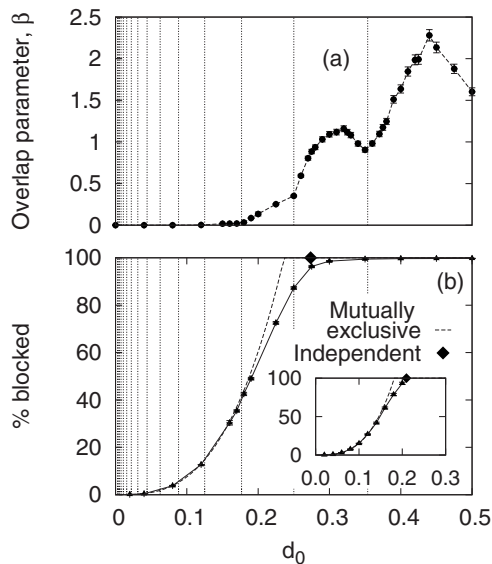 2.5
2
1.5
1
0.5
0
Overlap parameter, β
(a)
100
80
60
40
20
0
% blocked
(b)
Mutually
exclusive
Independent
100
50
0
0 0.1 0.2 0.3
0 0.1 0.2 0.3 0.4 0.5
d0